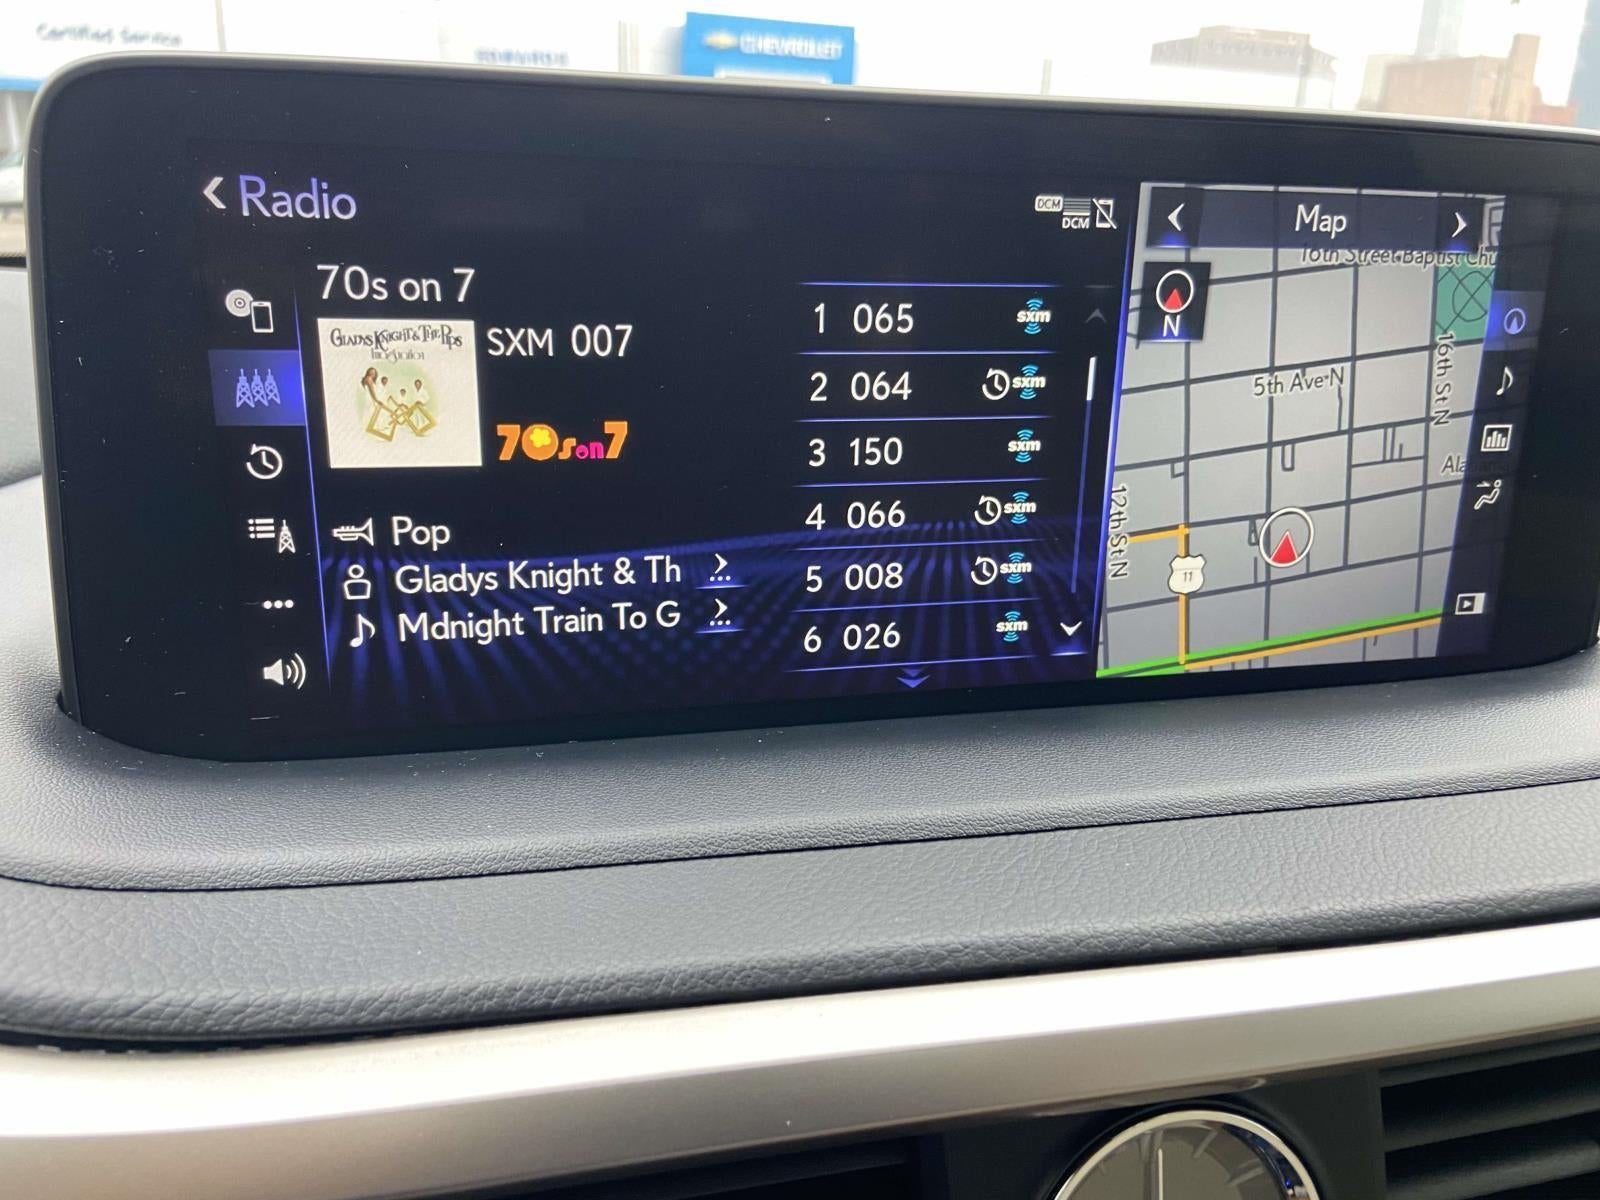 Certified Service
SERVICE
CHEVROLET
Radio
DCM
DCM
70s on 7
GLADYS KNIGHT & THE PIPS
Imagination
SXM 007
70s on 7
Pop
Gladys Knight & Th
Mdnight Train To G
1 065 sxm
2 064 sxm
3 150 sxm
4 066 sxm
5 008 sxm
6 026 sxm
Map
16th Street Baptist Chu
N
5th Ave N
16th St N
Alabama
12th St N
11